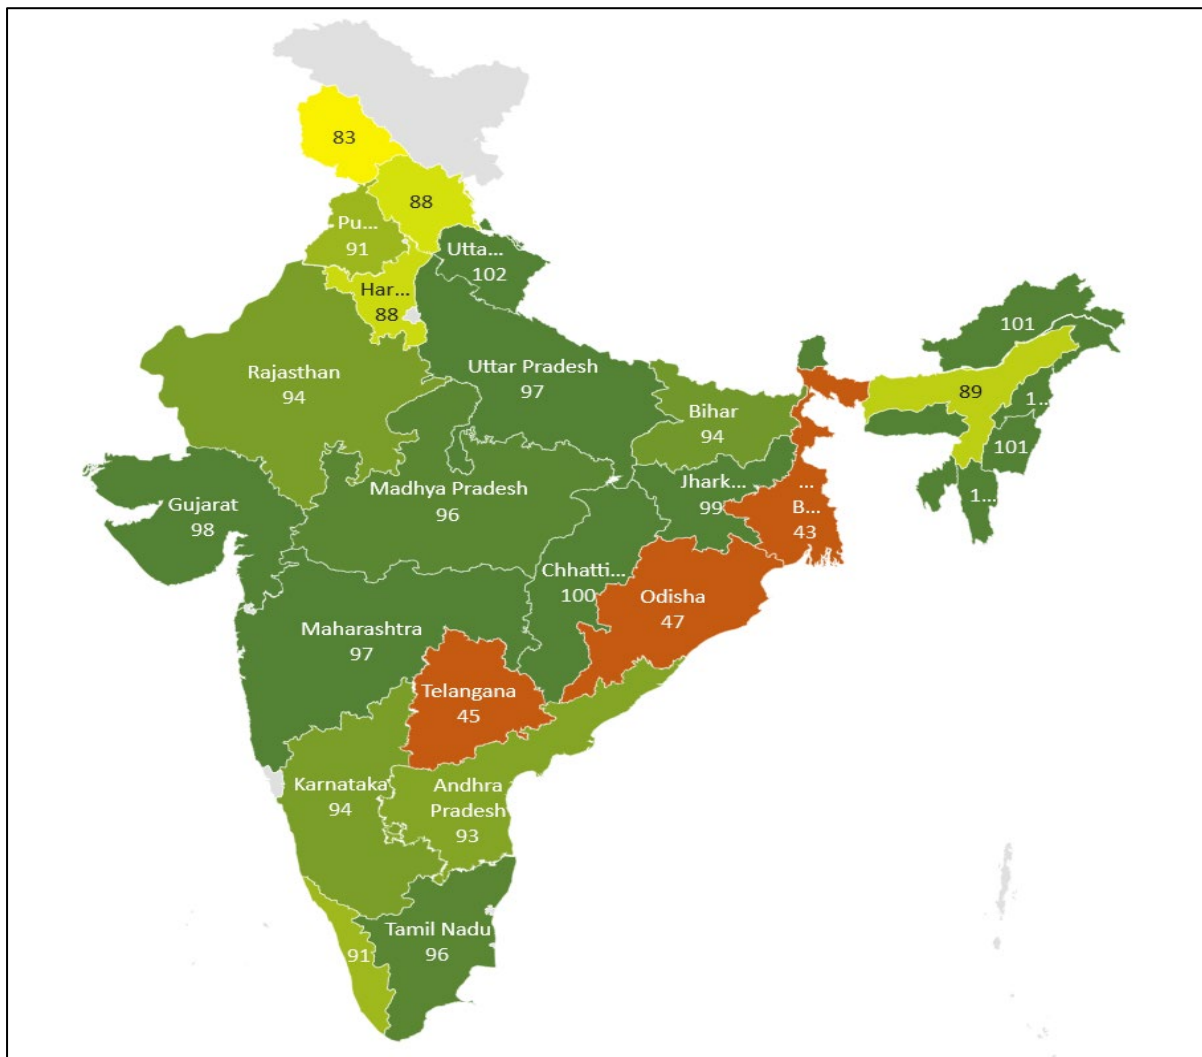 83
88
Pu...
91
Utta...
102
Har...
88
101
Rajasthan
94
Uttar Pradesh
97
89
1...
Bihar
94
101
Madhya Pradesh
96
Jhark...
99
...
B...
43
1...
Gujarat
98
Chhatti...
100
Odisha
47
Maharashtra
97
Telangana
45
Karnataka
94
Andhra
Pradesh
93
91
Tamil Nadu
96